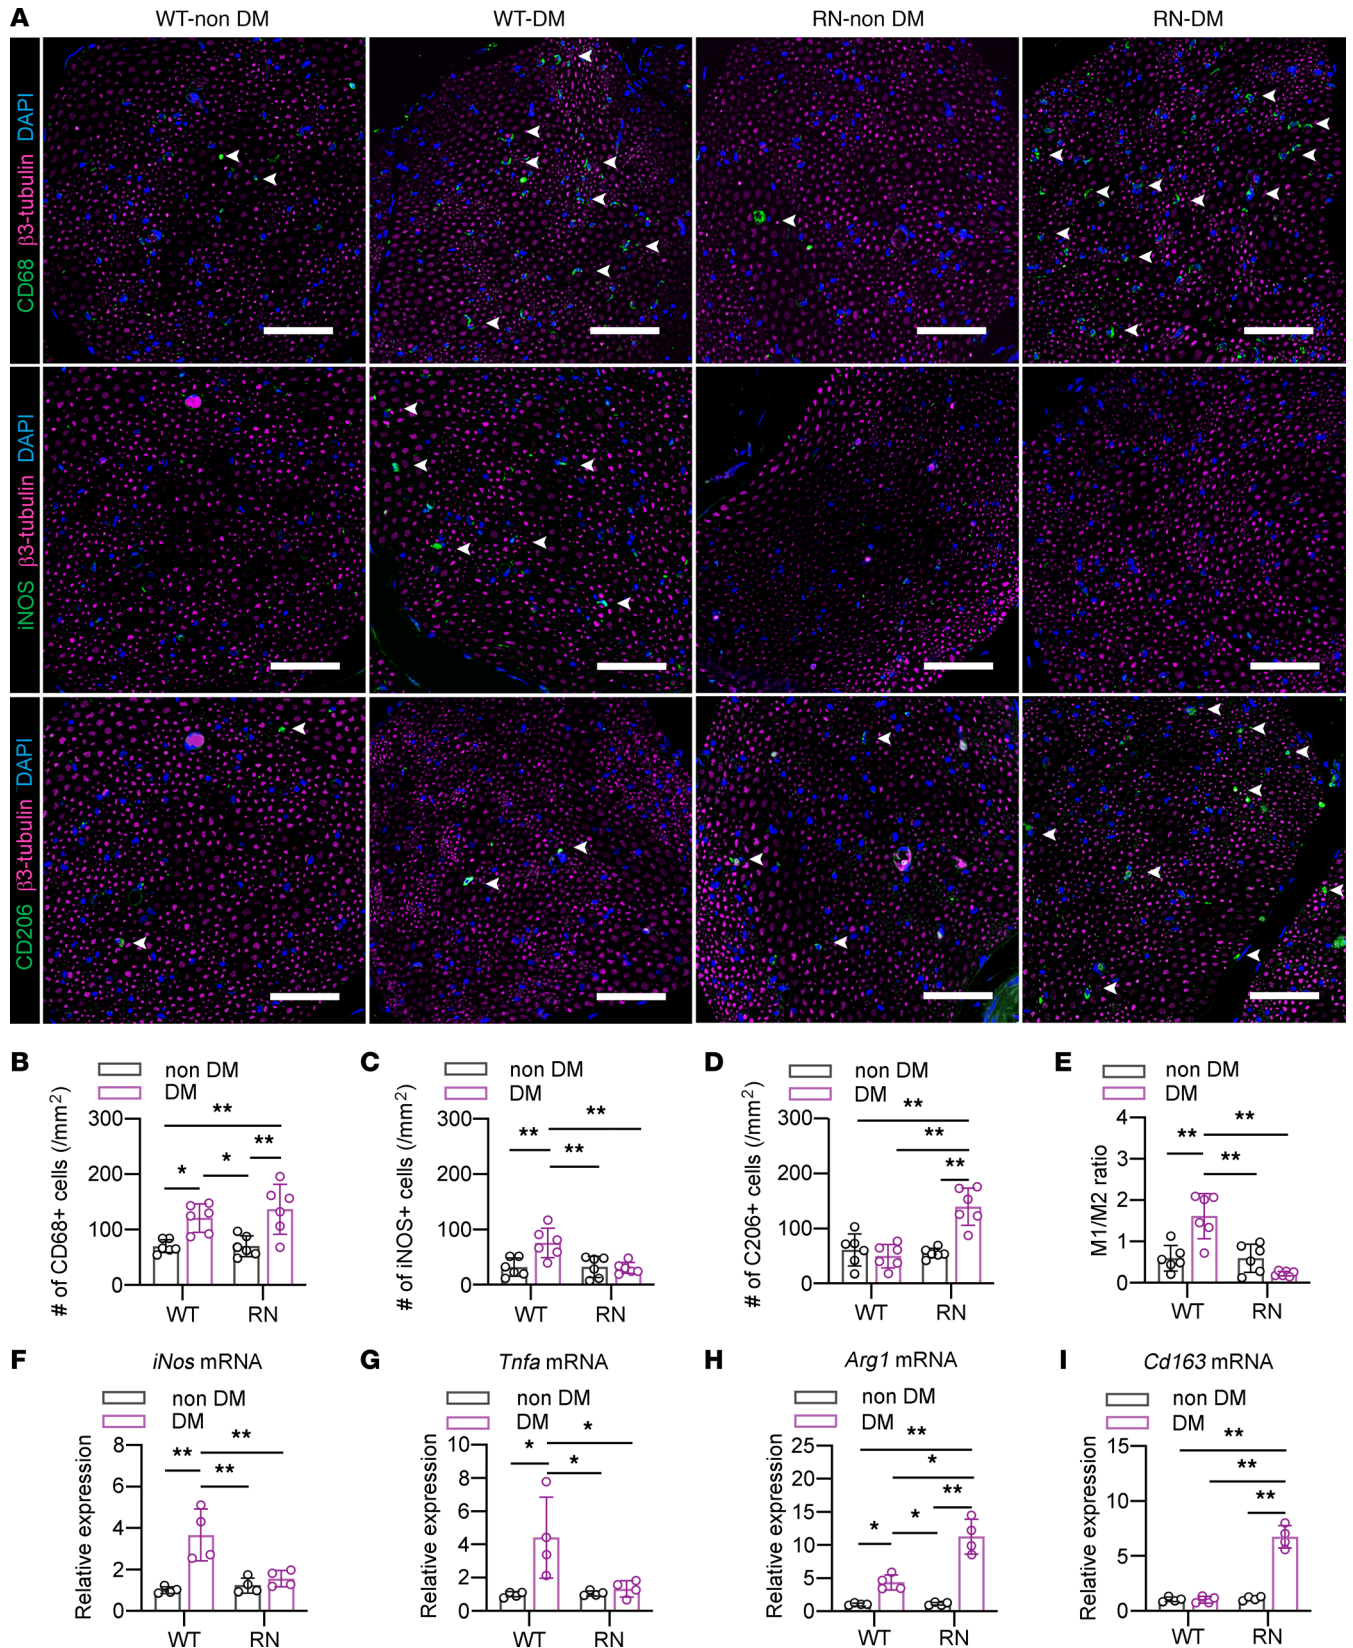 A
WT-non DM
WT-DM
RN-non DM
RN-DM
CD68 β3-tubulin DAPI
iNOS β3-tubulin DAPI
CD206 β3-tubulin DAPI
B
non DM
DM
# of CD68+ cells (/mm²)
300
200
100
0
**
*
*
**
WT
RN
C
non DM
DM
# of iNOS+ cells (/mm²)
300
200
100
0
**
**
**
WT
RN
D
non DM
DM
# of C206+ cells (/mm²)
300
200
100
0
**
**
**
WT
RN
E
non DM
DM
M1/M2 ratio
4
3
2
1
0
**
**
**
WT
RN
F
iNos mRNA
non DM
DM
Relative expression
8
6
4
2
0
**
**
**
WT
RN
G
Tnfa mRNA
non DM
DM
Relative expression
10
8
6
4
2
0
*
*
*
WT
RN
H
Arg1 mRNA
non DM
DM
Relative expression
25
20
15
10
5
0
**
*
**
*
*
WT
RN
I
Cd163 mRNA
non DM
DM
Relative expression
15
10
5
0
**
**
**
WT
RN